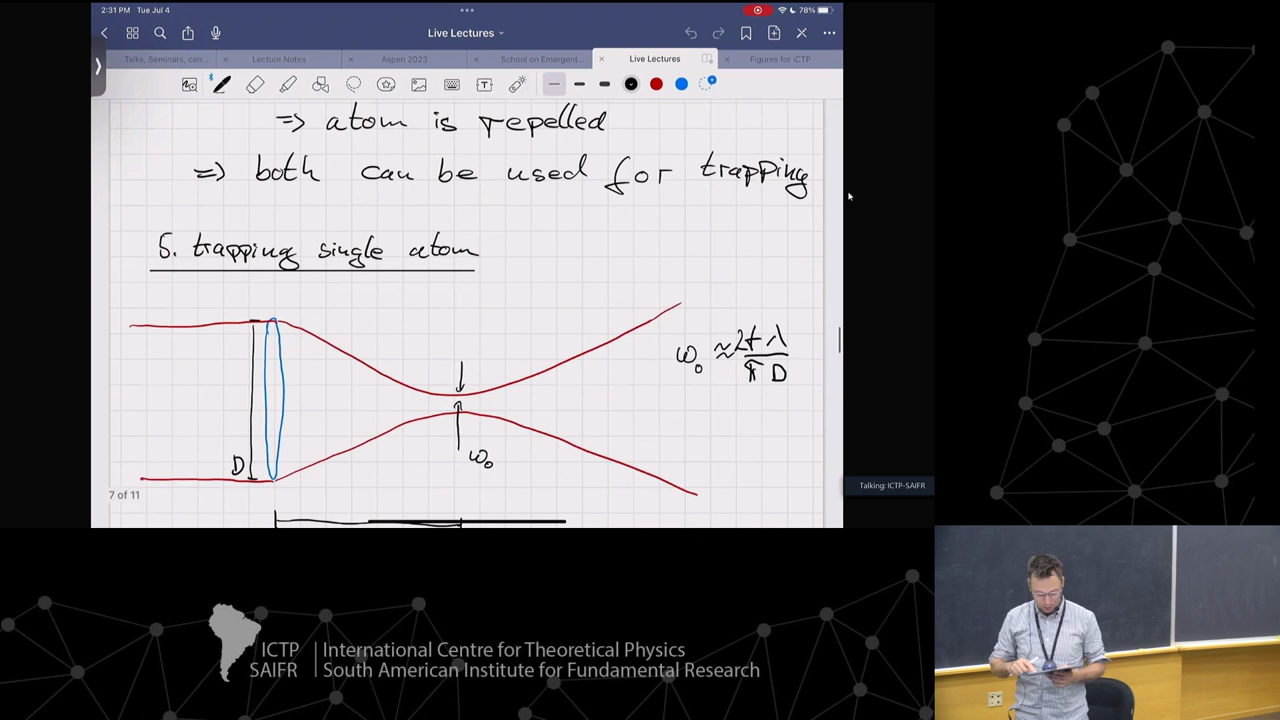 2:31 PM Tue Jul 4
78%
Live Lectures
Talks, Seminars, con...
Lecture Notes
Aspen 2023
School on Emergent...
Live Lectures
Figures for iCTP
=> atom is repelled
=> both can be used for trapping
5. trapping single atom
ω₀ ≈ 2f λ / π D
D
ω₀
7 of 11
Talking: ICTP-SAIFR
ICTP | International Centre for Theoretical Physics
SAIFR | South American Institute for Fundamental Research